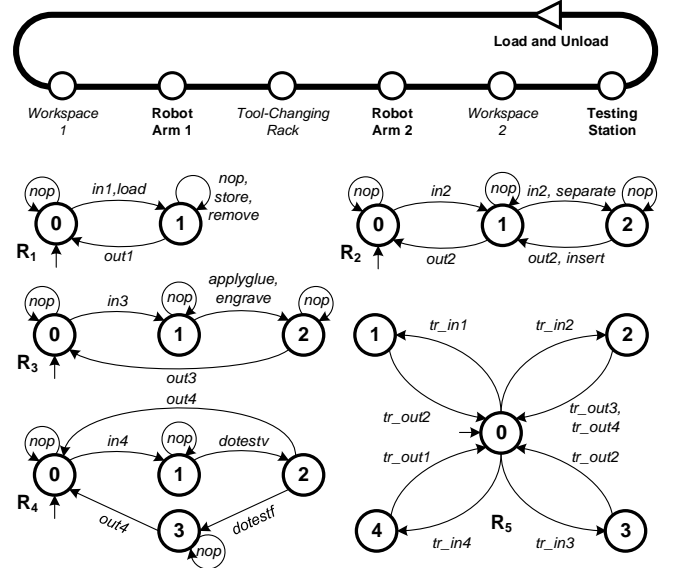 Load and Unload
Workspace
1
Robot
Arm 1
Tool-Changing
Rack
Robot
Arm 2
Workspace
2
Testing
Station
nop
in1,load
nop,
store,
remove
0
1
out1
R1
nop
in2
nop
in2, separate
nop
0
1
2
out2
out2, insert
R2
nop
in3
nop
applyglue,
engrave
nop
0
1
2
out3
R3
out4
nop
in4
nop
dotestv
0
1
2
R4
out4
3
dotestf
nop
1
tr_in1
tr_in2
2
tr_out2
tr_out3,
tr_out4
0
tr_out1
tr_out2
4
R5
3
tr_in4
tr_in3